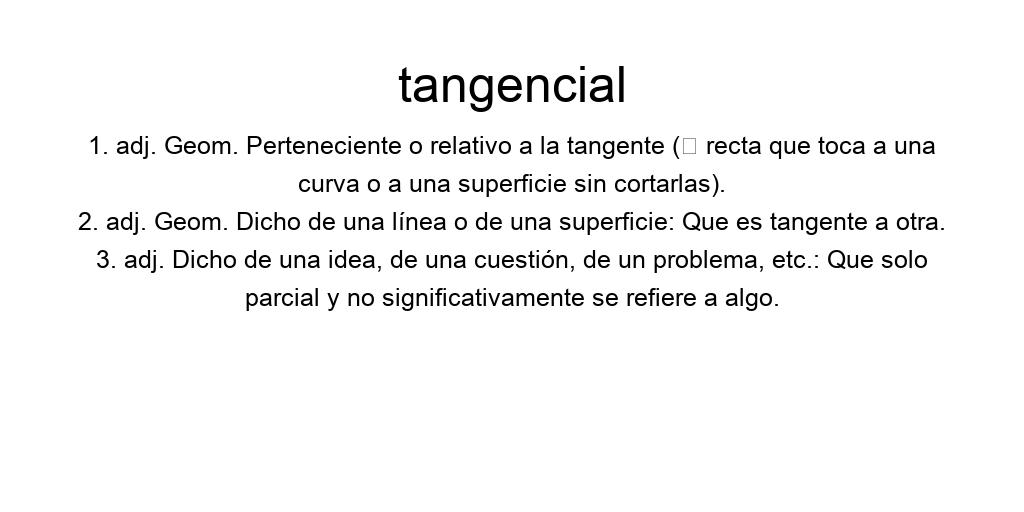 tangencial
1. adj. Geom. Perteneciente o relativo a la tangente (□ recta que toca a una
curva o a una superficie sin cortarlas).
2. adj. Geom. Dicho de una línea o de una superficie: Que es tangente a otra.
3. adj. Dicho de una idea, de una cuestión, de un problema, etc.: Que solo
parcial y no significativamente se refiere a algo.